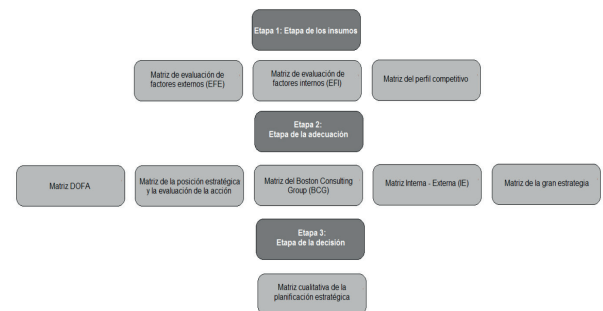 Etapa 1: Etapa de los insumos
Matriz de evaluación de
factores externos (EFE)
Matriz de evaluación de
factores internos (EFI)
Matriz del perfil competitivo
Etapa 2:
Etapa de la adecuación
Matriz DOFA
Matriz de la posición estratégica
y la evaluación de la acción
Matriz del Boston Consulting
Group (BCG)
Matriz Interna - Externa (IE)
Matriz de la gran estrategia
Etapa 3:
Etapa de la decisión
Matriz cualitativa de la
planificación estratégica